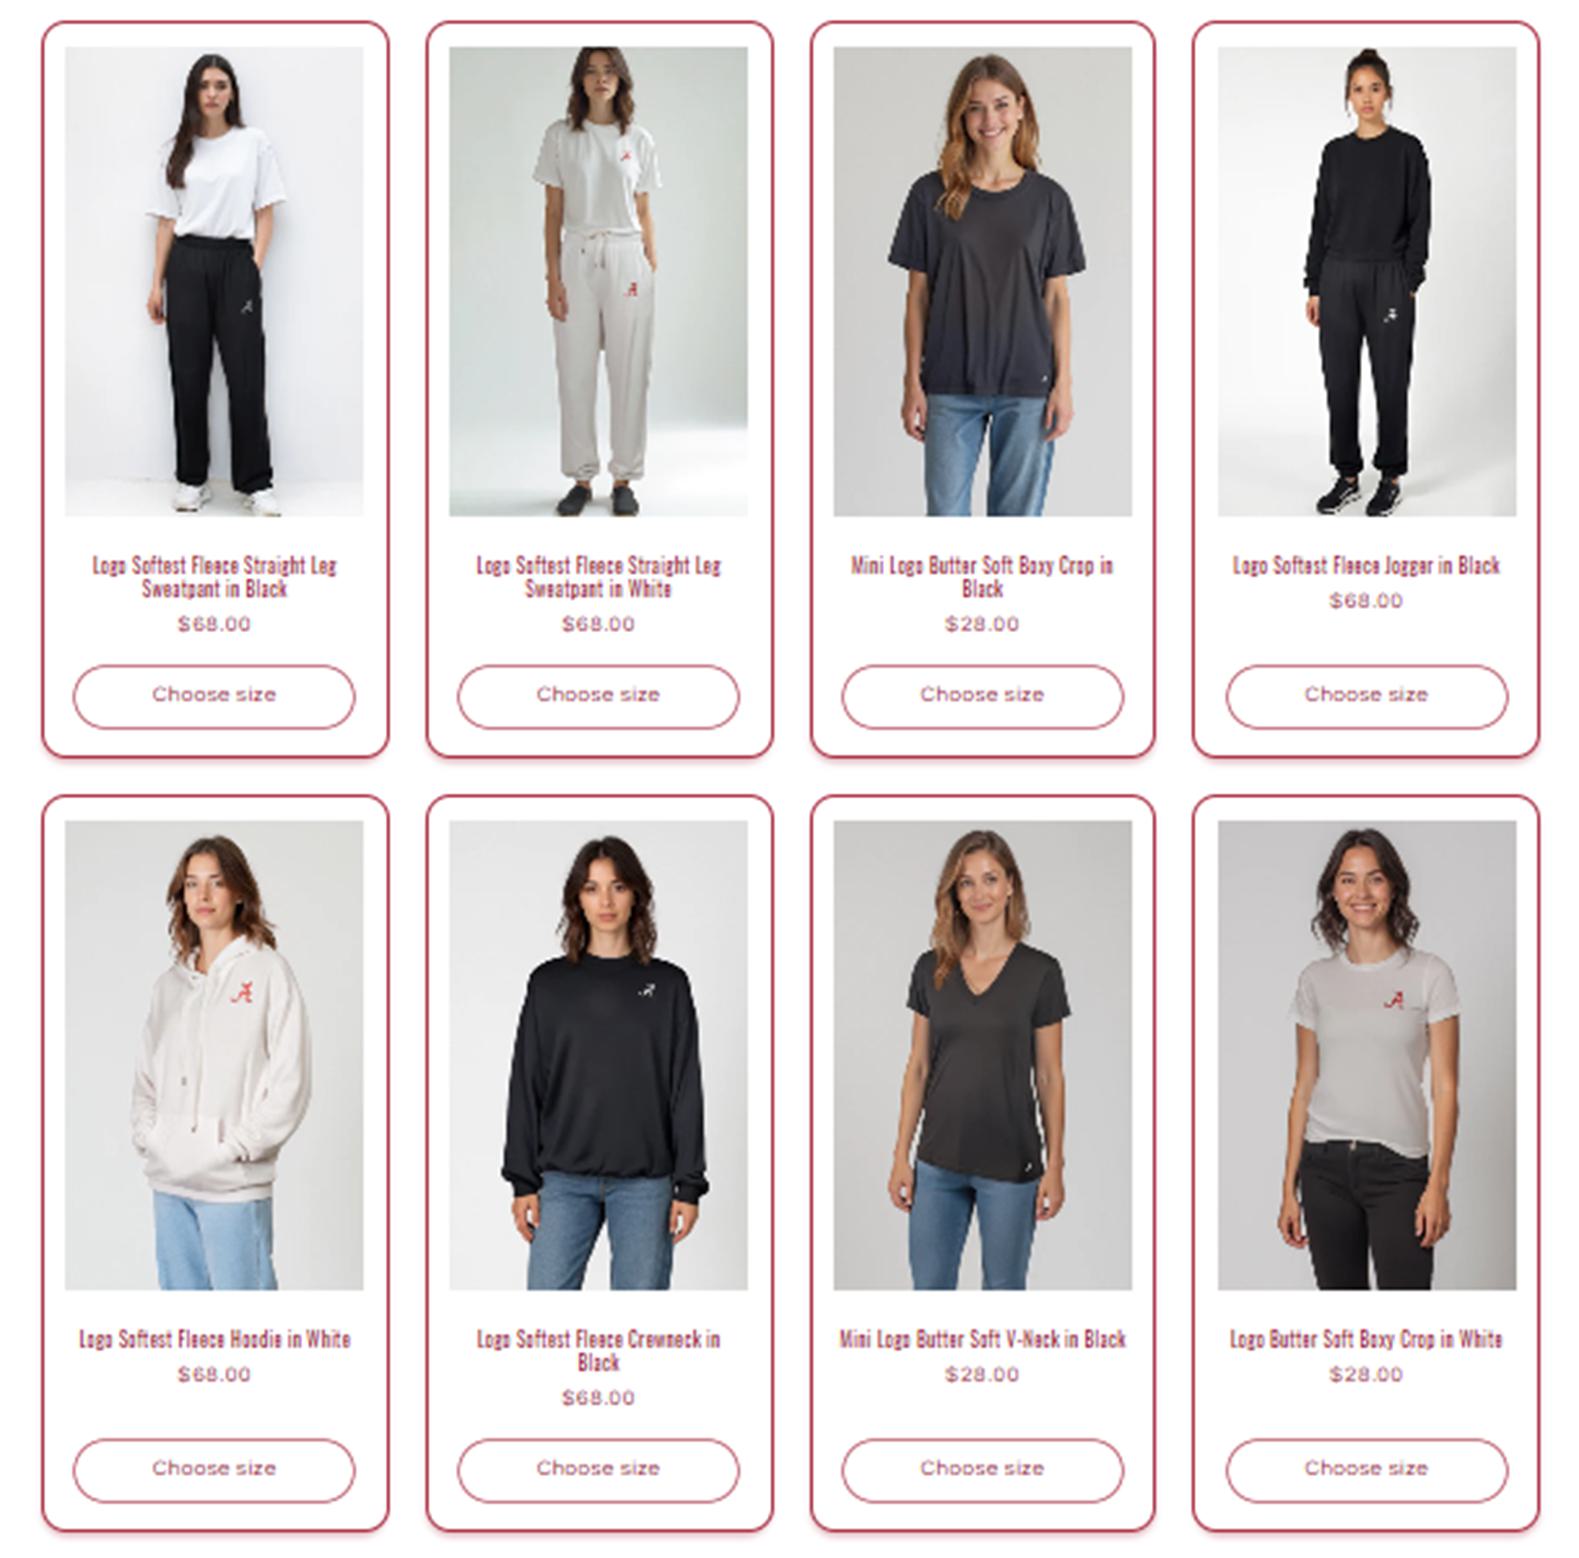 Logo Softest Fleece Straight Leg
Sweatpant in Black
$68.00
Choose size
Logo Softest Fleece Straight Leg
Sweatpant in White
$68.00
Choose size
Mini Logo Butter Soft Boxy Crop in
Black
$28.00
Choose size
Logo Softest Fleece Jogger in Black
$68.00
Choose size
Logo Softest Fleece Hoodie in White
$68.00
Choose size
Logo Softest Fleece Crewneck in
Black
$68.00
Choose size
Mini Logo Butter Soft V-Neck in Black
$28.00
Choose size
Logo Butter Soft Boxy Crop in White
$28.00
Choose size